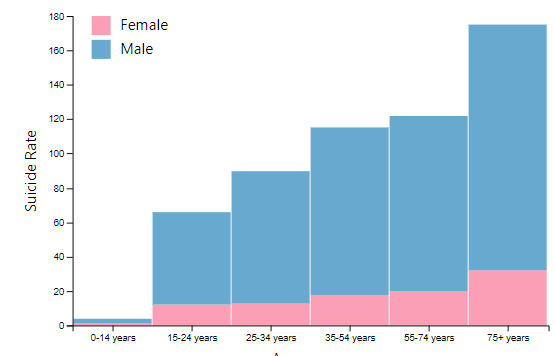 Female
Male
Suicide Rate
180
160
140
120
100
80
60
40
20
0
0-14 years
15-24 years
25-34 years
35-54 years
55-74 years
75+ years